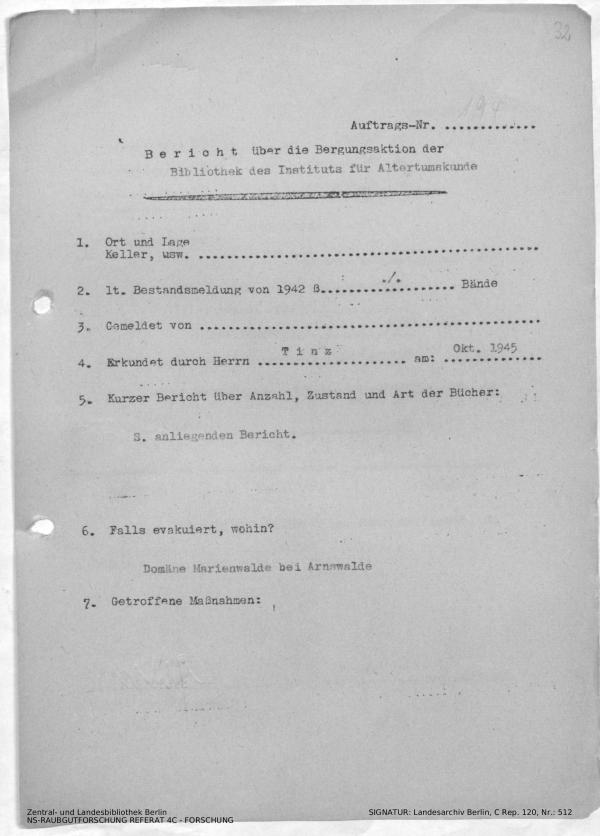 32
194
Auftrags-Nr. .............
B e r i c h t über die Bergungsaktion der
Bibliothek des Instituts für Altertumskunde
1. Ort und Lage
Keller, usw. ................................................
2. lt. Bestandsmeldung von 1942 ß........./......... Bände
3. Gemeldet von ................................................
4. Erkundet durch Herrn ...T i n z... am: Okt. 1945
5. Kurzer Bericht über Anzahl, Zustand und Art der Bücher:
S. anliegenden Bericht.
6. Falls evakuiert, wohin?
Domäne Marienwalde bei Arnswalde
7. Getroffene Maßnahmen:
Zentral- und Landesbibliothek Berlin
NS-RAUBGUTFORSCHUNG REFERAT 4C - FORSCHUNG
SIGNATUR: Landesarchiv Berlin, C Rep. 120, Nr.: 512